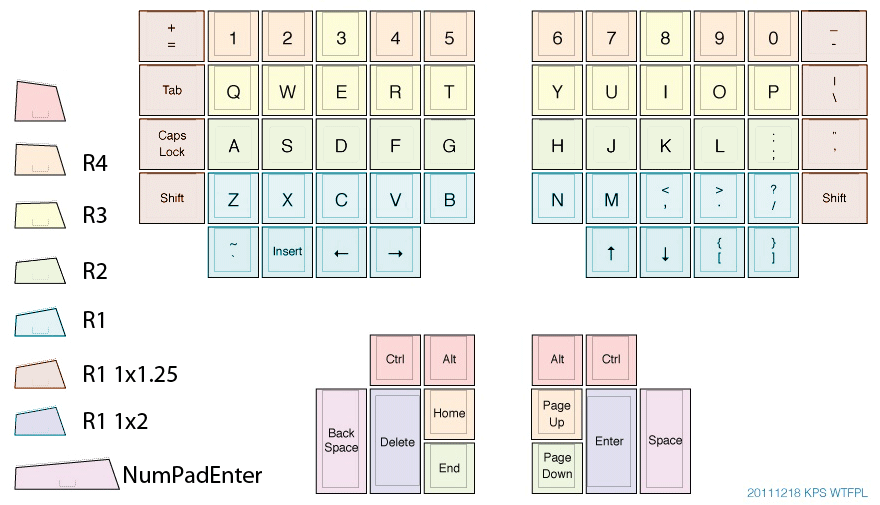 +
=
1
2
3
4
5
6
7
8
9
0
_
-
Tab
Q
W
E
R
T
Y
U
I
O
P
|
\
Caps
Lock
A
S
D
F
G
H
J
K
L
:
;
"
'
Shift
Z
X
C
V
B
N
M
<
,
>
.
?
/
Shift
~
`
Insert
←
→
↑
↓
{
[
}
]
R4
R3
R2
R1
R1 1x1.25
R1 1x2
NumPadEnter
Ctrl
Alt
Alt
Ctrl
Back
Space
Delete
Home
End
Page
Up
Page
Down
Enter
Space
20111218 KPS WTFPL